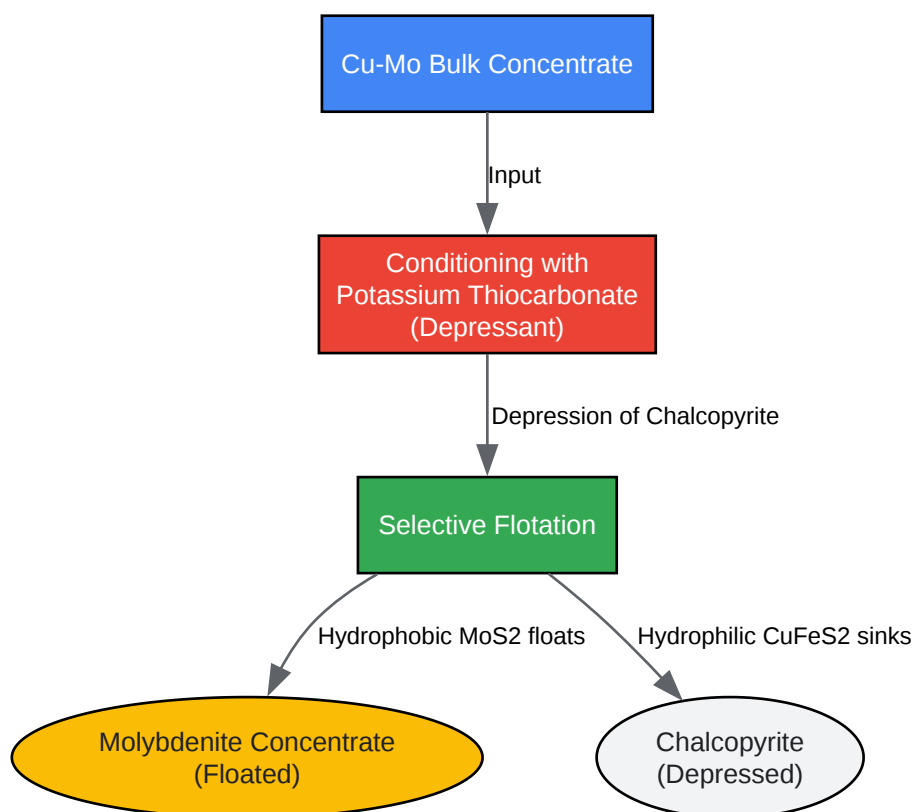 Cu-Mo Bulk Concentrate
Input
Conditioning with
Potassium Thiocarbonate
(Depressant)
Depression of Chalcopyrite
Selective Flotation
Hydrophobic MoS2 floats
Hydrophilic CuFeS2 sinks
Molybdenite Concentrate
(Floated)
Chalcopyrite
(Depressed)